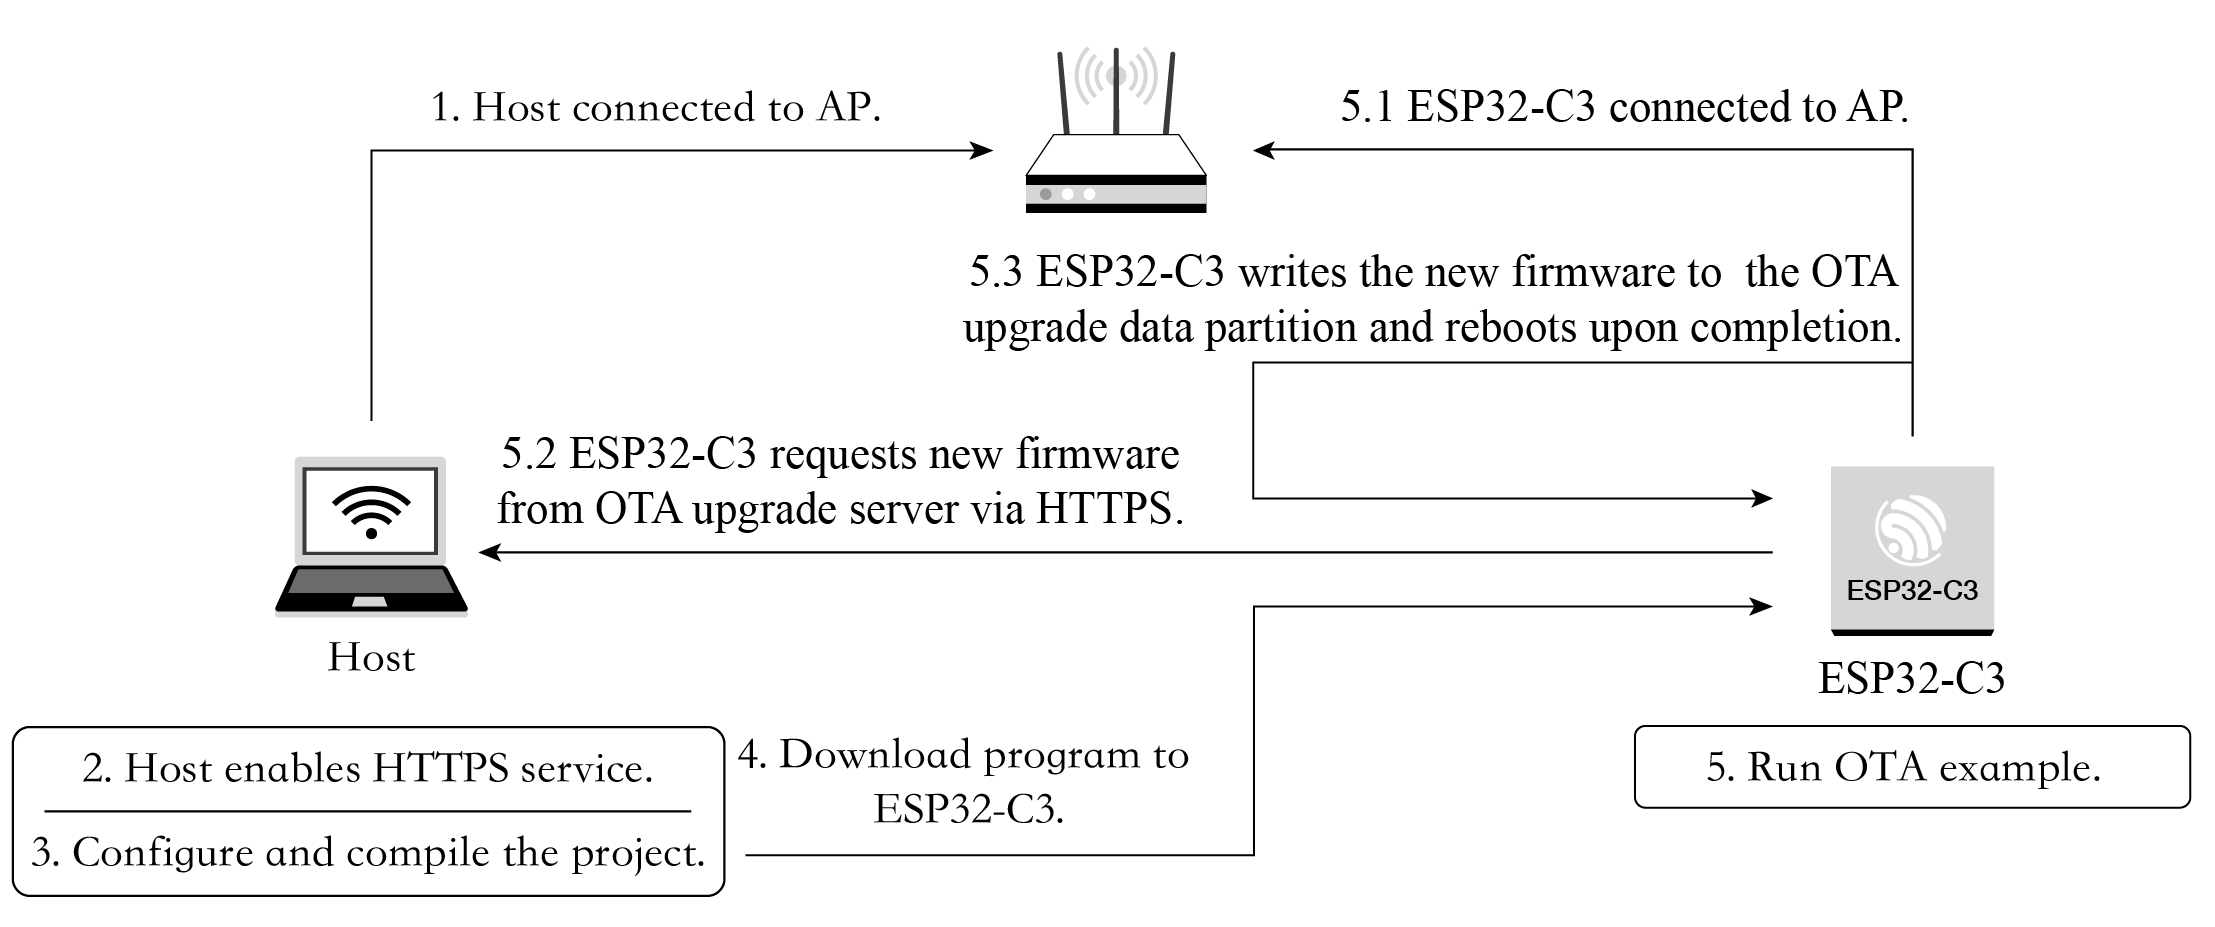 1. Host connected to AP.
5.1 ESP32-C3 connected to AP.
5.3 ESP32-C3 writes the new firmware to the OTA
upgrade data partition and reboots upon completion.
5.2 ESP32-C3 requests new firmware
from OTA upgrade server via HTTPS.
ESP32-C3
Host
ESP32-C3
2. Host enables HTTPS service.
3. Configure and compile the project.
4. Download program to
ESP32-C3.
5. Run OTA example.